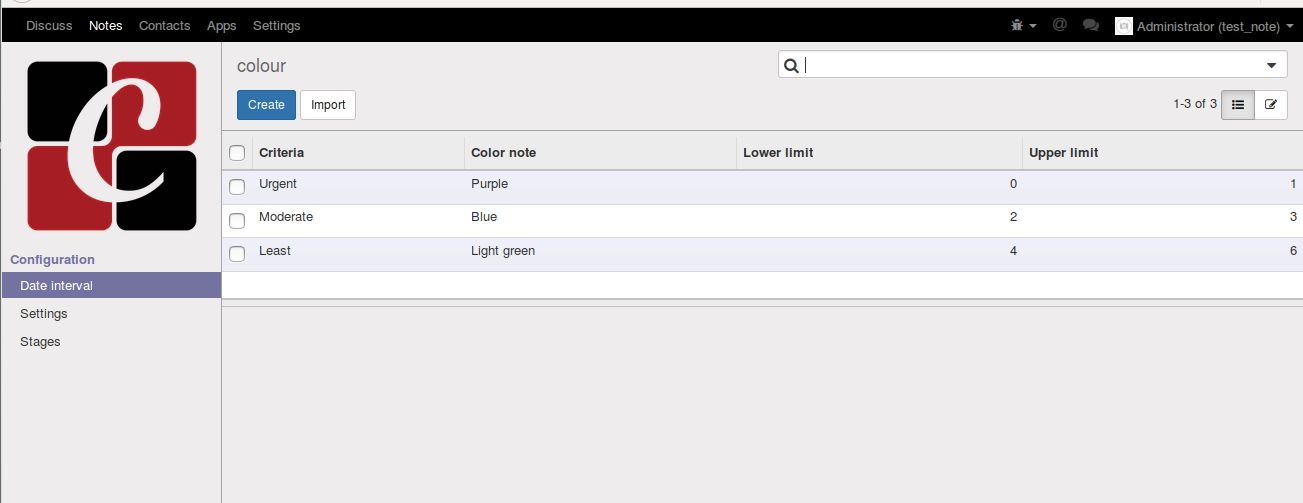 Discuss Notes Contacts Apps Settings @ Administrator (test_note)
C
colour
Create Import 1-3 of 3
Criteria Color note Lower limit Upper limit
Urgent Purple 0 1
Moderate Blue 2 3
Least Light green 4 6
Configuration
Date interval
Settings
Stages